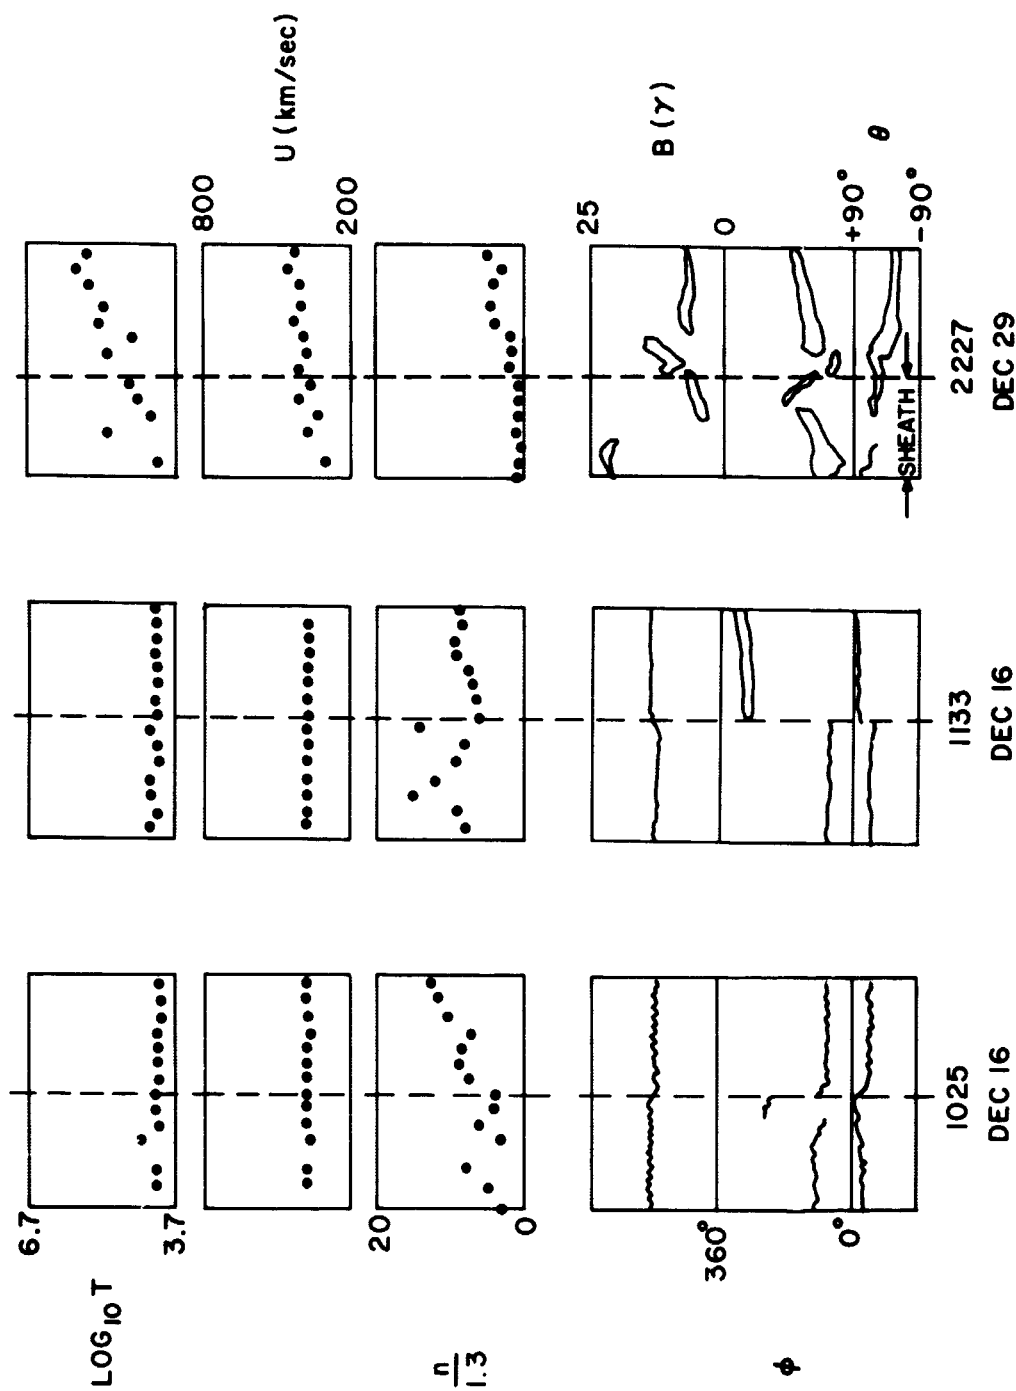 LOG10 T
6.7
3.7
U (km/sec)
800
200
n
1.3
20
0
B (γ)
25
0
ϕ
360°
0°
+90°
-90°
θ
SHEATH
1025
DEC 16
1133
DEC 16
2227
DEC 29